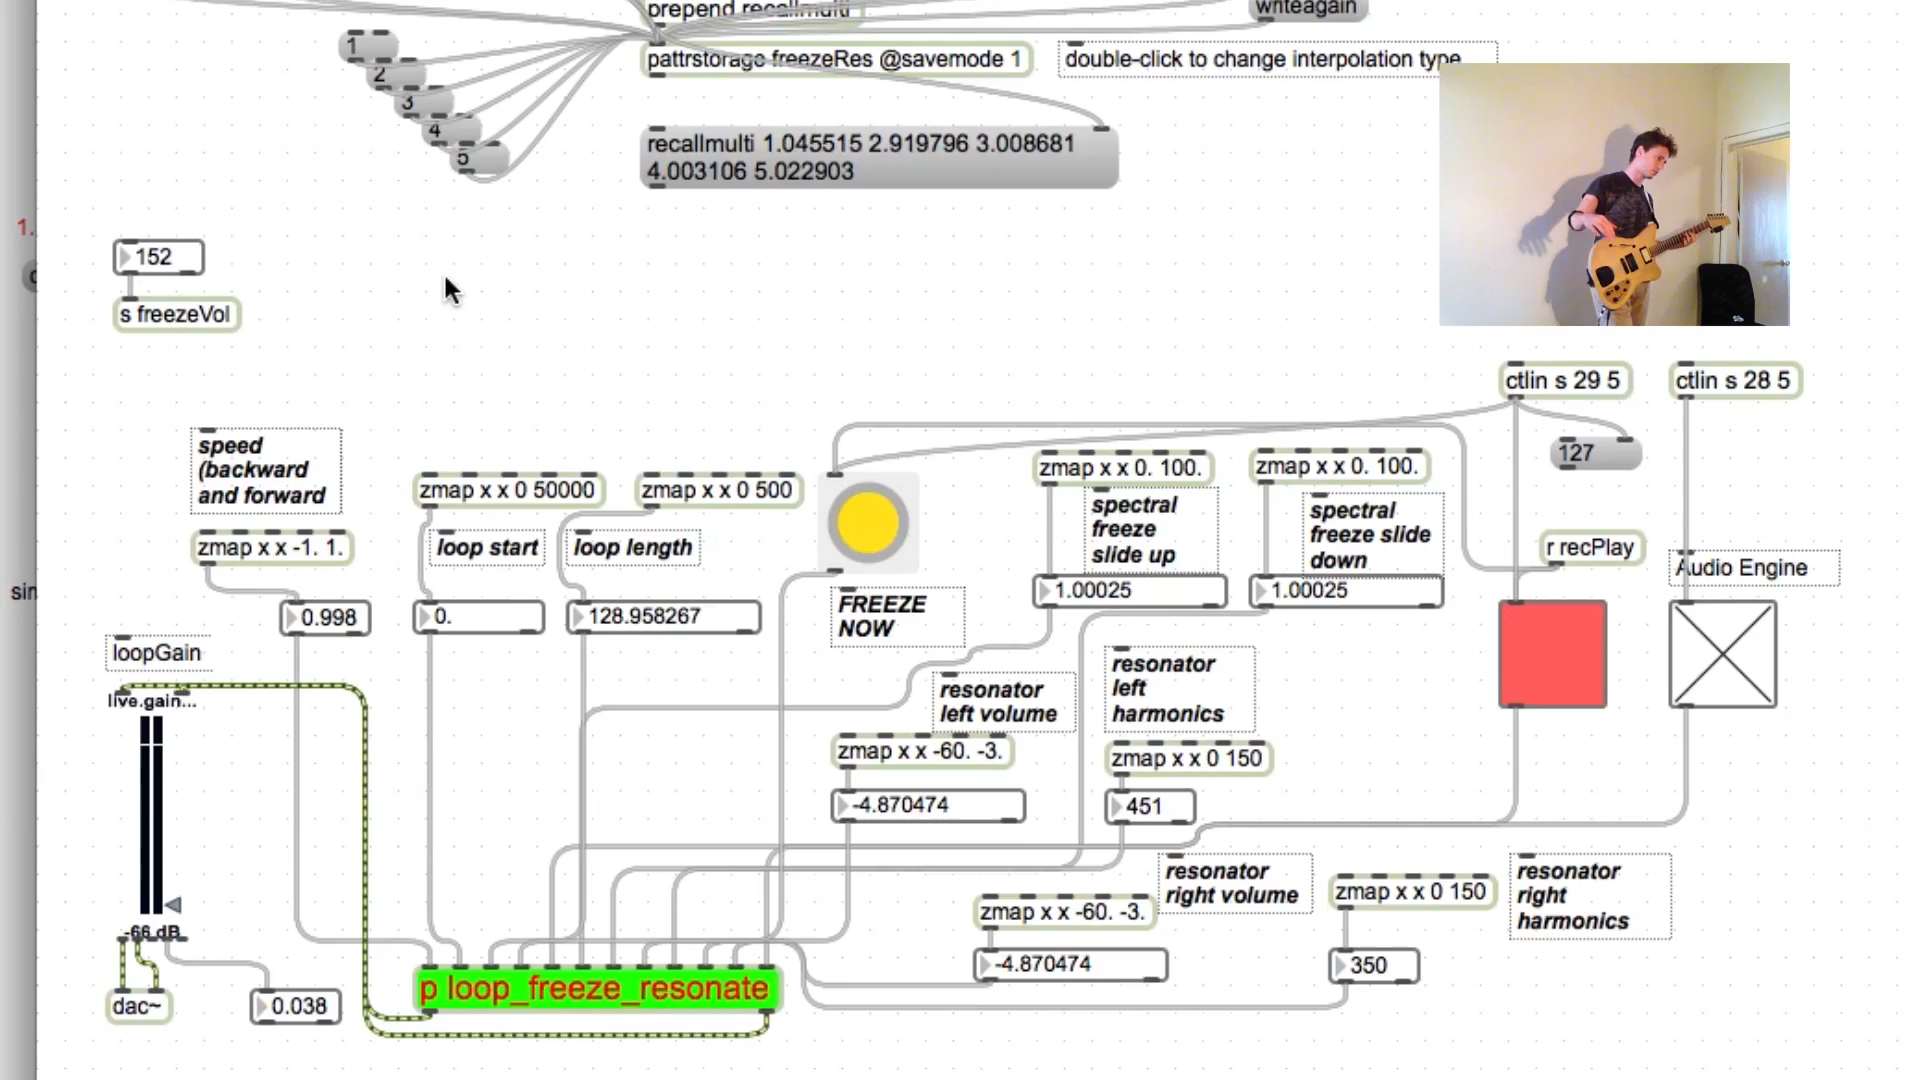 prepend recallmulti
writeagain
1
2
3
4
5
pattrstorage freezeRes @savemode 1
double-click to change interpolation type
recallmulti 1.045515 2.919796 3.008681
4.003106 5.022903
1.
152
s freezeVol
ctlin s 29 5
ctlin s 28 5
127
speed
(backward
and forward
zmap x x 0 50000
zmap x x 0 500
zmap x x 0. 100.
zmap x x 0. 100.
spectral
freeze
slide up
spectral
freeze slide
down
zmap x x -1. 1.
loop start
loop length
r recPlay
Audio Engine
sin
0.998
0.
128.958267
FREEZE
NOW
1.00025
1.00025
loopGain
live.gain...
resonator
left volume
resonator
left
harmonics
zmap x x -60. -3.
zmap x x 0 150
-4.870474
451
resonator
right volume
zmap x x 0 150
resonator
right
harmonics
zmap x x -60. -3.
-66 dB
-4.870474
350
p loop_freeze_resonate
dac~
0.038